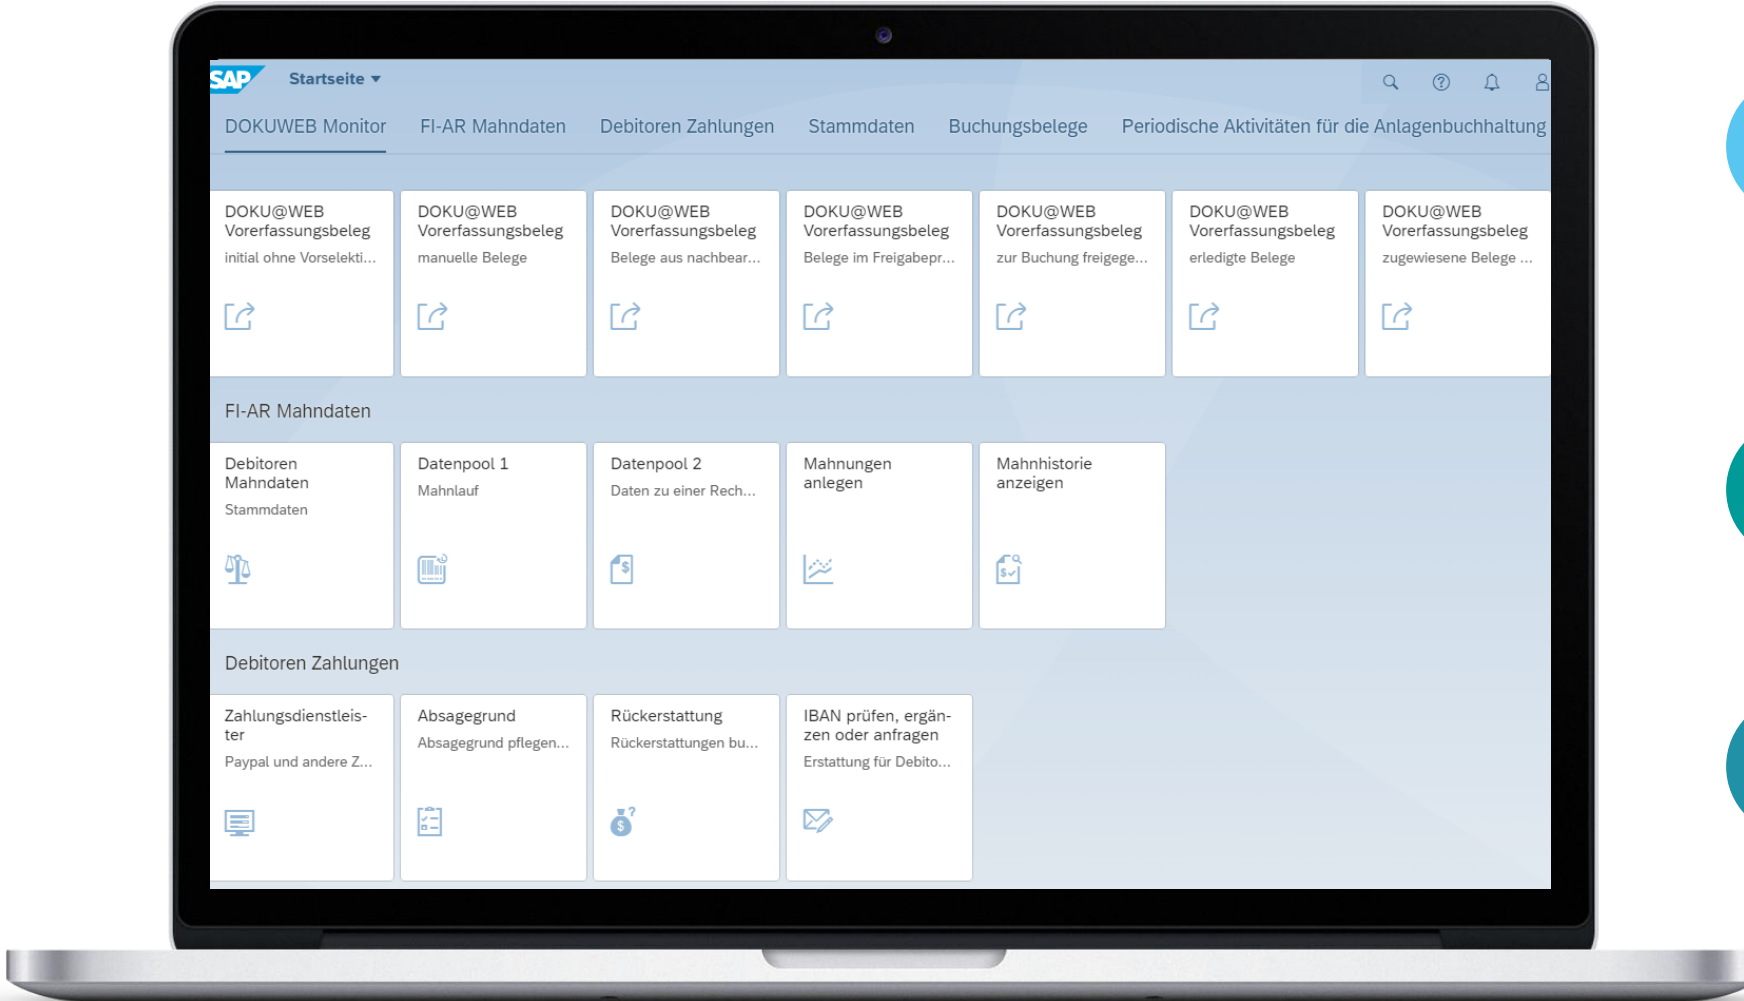 SAP
Startseite
DOKUWEB Monitor
FI-AR Mahndaten
Debitoren Zahlungen
Stammdaten
Buchungsbelege
Periodische Aktivitäten für die Anlagenbuchhaltung
DOKU@WEB
Vorerfassungsbeleg
initial ohne Vorselekti...
DOKU@WEB
Vorerfassungsbeleg
manuelle Belege
DOKU@WEB
Vorerfassungsbeleg
Belege aus nachbear...
DOKU@WEB
Vorerfassungsbeleg
Belege im Freigabepr...
DOKU@WEB
Vorerfassungsbeleg
zur Buchung freigege...
DOKU@WEB
Vorerfassungsbeleg
erledigte Belege
DOKU@WEB
Vorerfassungsbeleg
zugewiesene Belege ...
FI-AR Mahndaten
Debitoren
Mahndaten
Stammdaten
Datenpool 1
Mahnlauf
Datenpool 2
Daten zu einer Rech...
Mahnungen
anlegen
Mahnhistorie
anzeigen
Debitoren Zahlungen
Zahlungsdienstleis-
ter
Paypal und andere Z...
Absagegrund
Absagegrund pflegen...
Rückerstattung
Rückerstattungen bu...
IBAN prüfen, ergän-
zen oder anfragen
Erstattung für Debito...